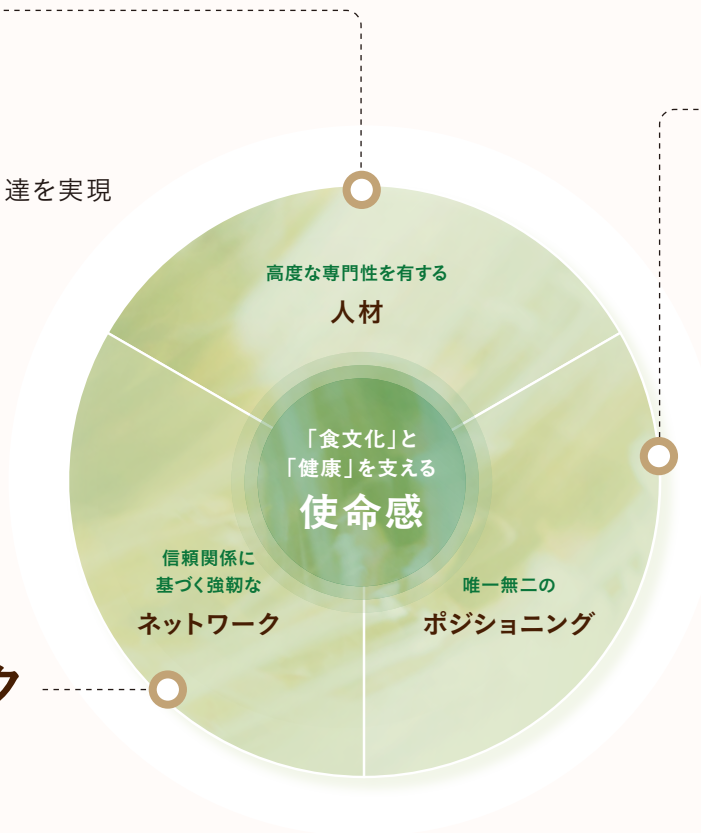 達を実現
高度な専門性を有する
人材
「食文化」と
「健康」を支える
使命感
信頼関係に
基づく強靭な
ネットワーク
唯一無二の
ポジショニング
ク